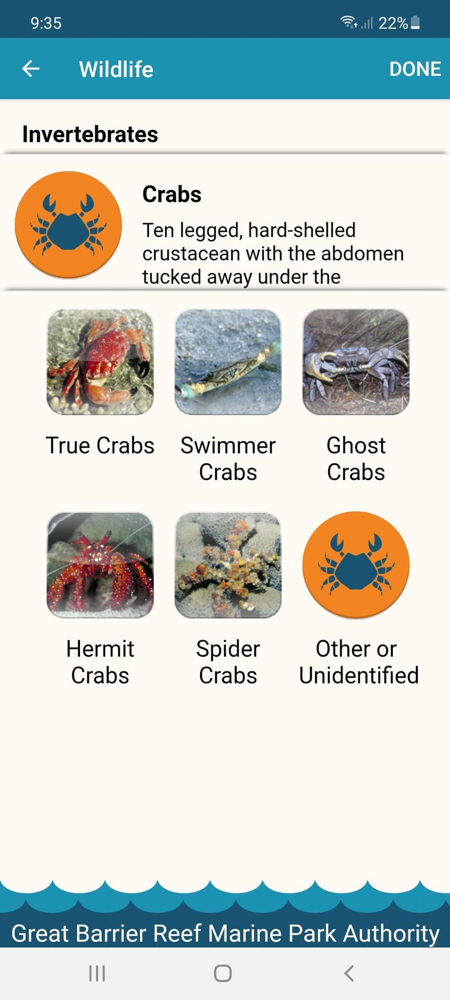 9:35
22%
Wildlife
DONE
Invertebrates
Crabs
Ten legged, hard-shelled
crustacean with the abdomen
tucked away under the
True Crabs
Swimmer
Crabs
Ghost
Crabs
Hermit
Crabs
Spider
Crabs
Other or
Unidentified
Great Barrier Reef Marine Park Authority